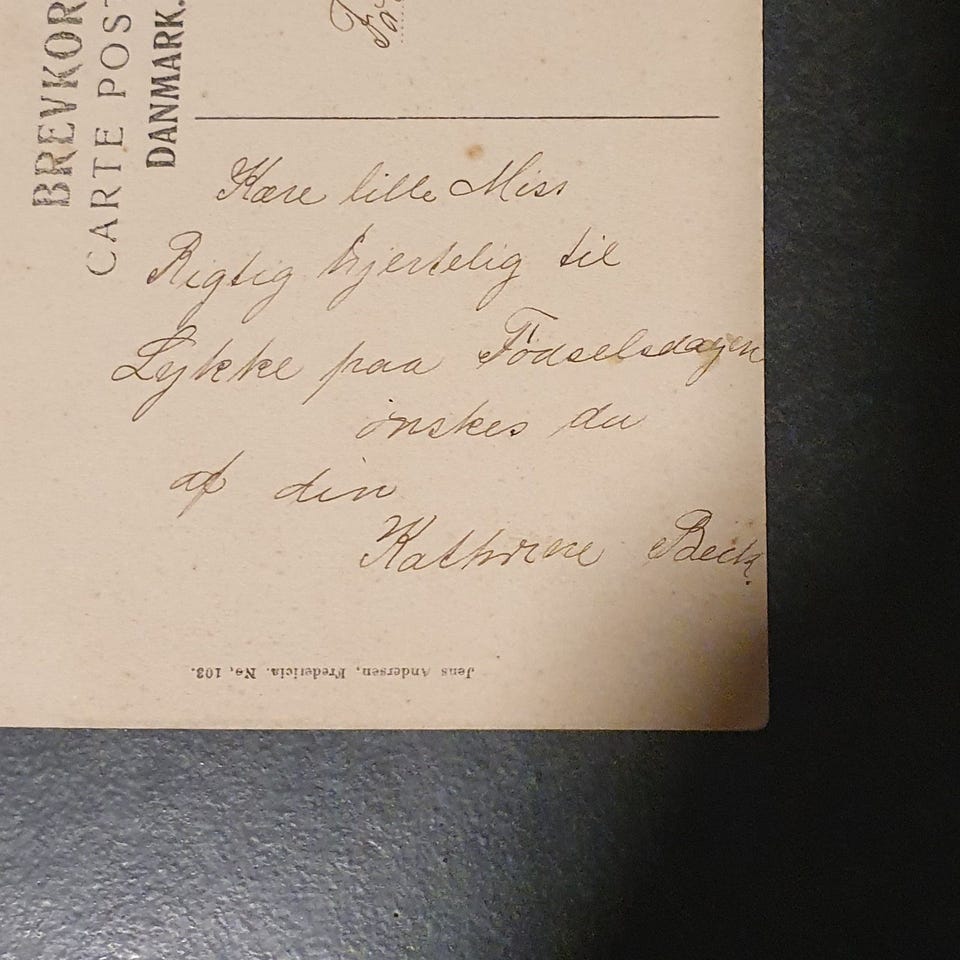 BREVKOR
CARTE POST
DANMARK.
Kære lille Miss
Rigtig hjertelig til
Lykke paa Födselsdagen
önskes du
af din
Kathrine Beck
Jens Andersen, Fredericia. No, 103.